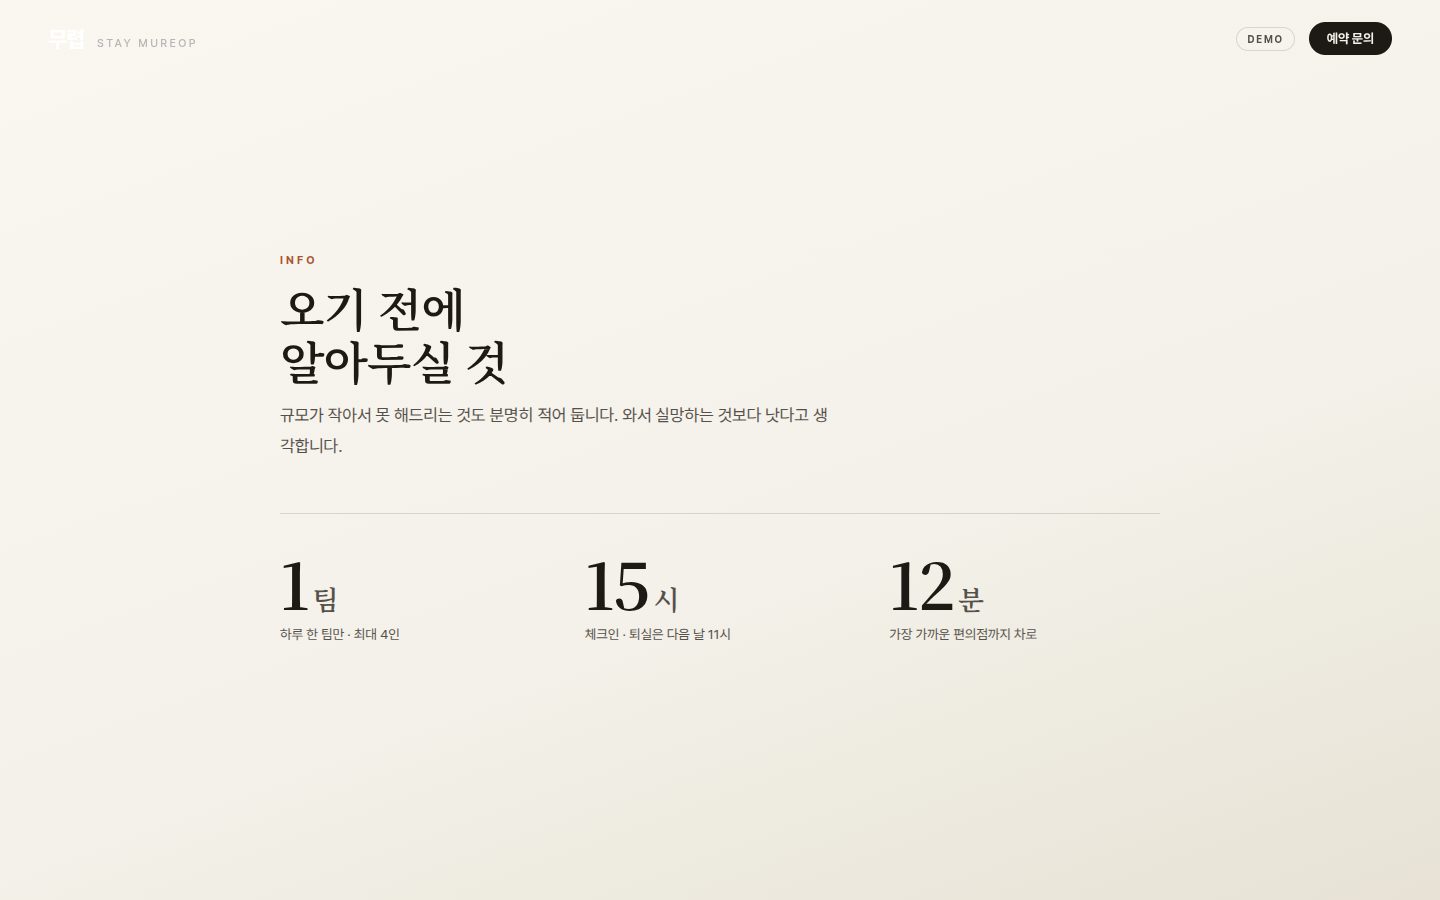 무렵 STAY MUREOP
DEMO
예약 문의
INFO
오기 전에
알아두실 것
규모가 작아서 못 해드리는 것도 분명히 적어 둡니다. 와서 실망하는 것보다 낫다고 생
각합니다.
1팀
하루 한 팀만 · 최대 4인
15시
체크인 · 퇴실은 다음 날 11시
12분
가장 가까운 편의점까지 차로